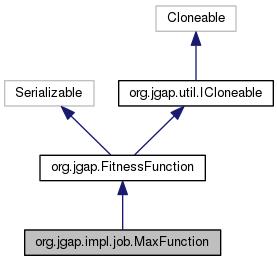 Cloneable
Serializable
org.jgap.util.ICloneable
org.jgap.FitnessFunction
org.jgap.impl.job.MaxFunction